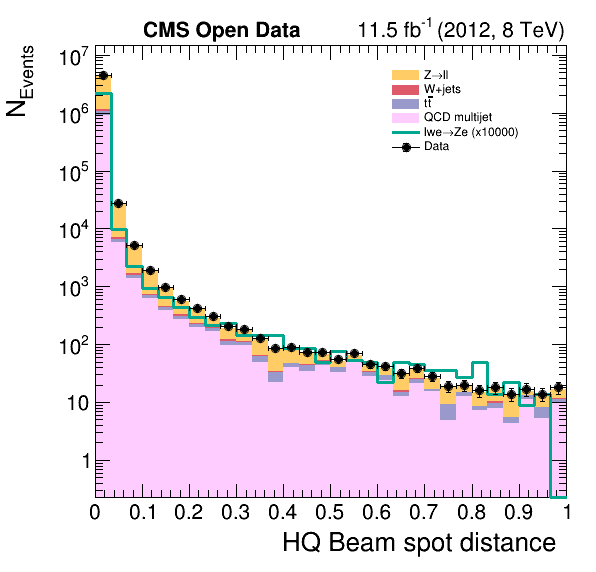 CMS Open Data 11.5 fb⁻¹ (2012, 8 TeV)
N_Events
10⁷
10⁶
10⁵
10⁴
10³
10²
10
1
Z→ll
W+jets
tt̄
QCD multijet
lwe→Ze (x10000)
Data
0 0.1 0.2 0.3 0.4 0.5 0.6 0.7 0.8 0.9 1
HQ Beam spot distance